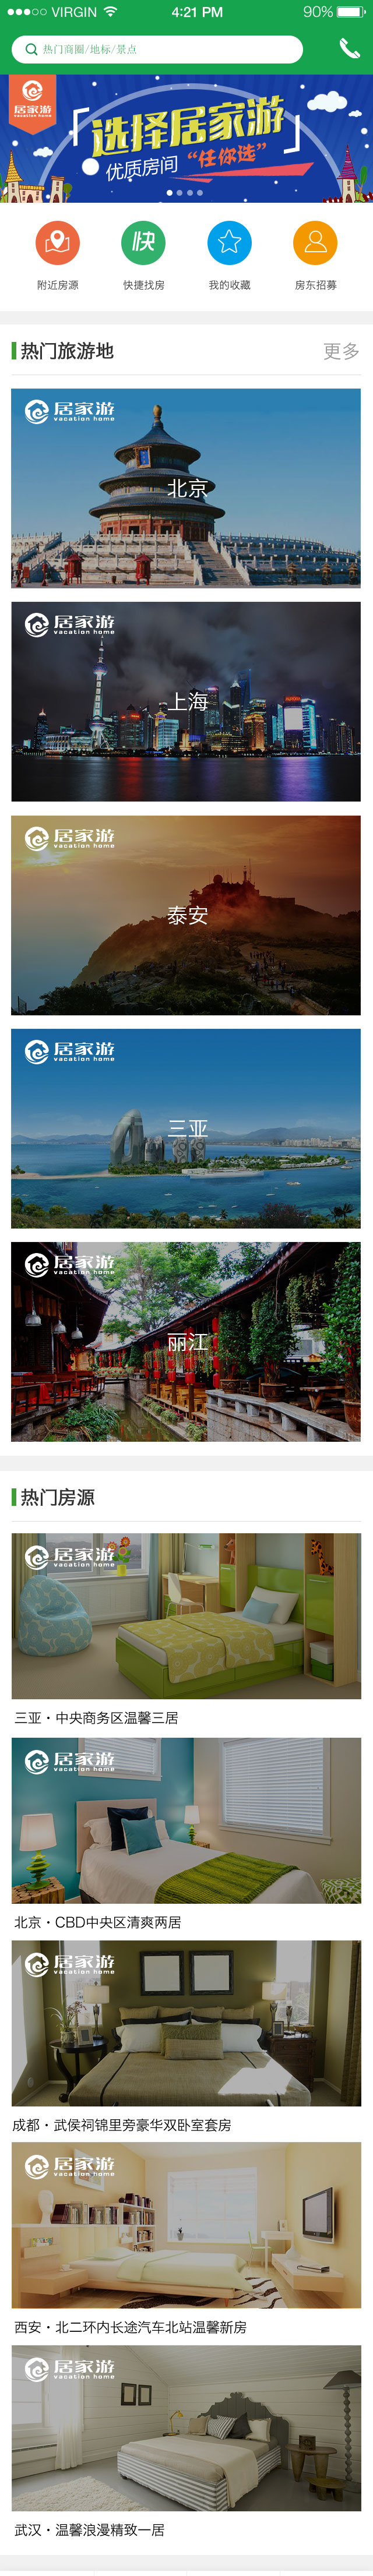 VIRGIN
4:21 PM
90%
热门商圈/地标/景点
居家游
vacation home
选择居家游
优质房间“任你选”
快
附近房源
快捷找房
我的收藏
房东招募
热门旅游地
更多
居家游
vacation home
北京
居家游
vacation home
上海
居家游
vacation home
泰安
居家游
vacation home
三亚
居家游
vacation home
丽江
热门房源
居家游
vacation home
三亚·中央商务区温馨三居
居家游
vacation home
北京·CBD中央区清爽两居
居家游
vacation home
成都·武侯祠锦里旁豪华双卧室套房
居家游
vacation home
西安·北二环内长途汽车北站温馨新房
居家游
vacation home
武汉·温馨浪漫精致一居